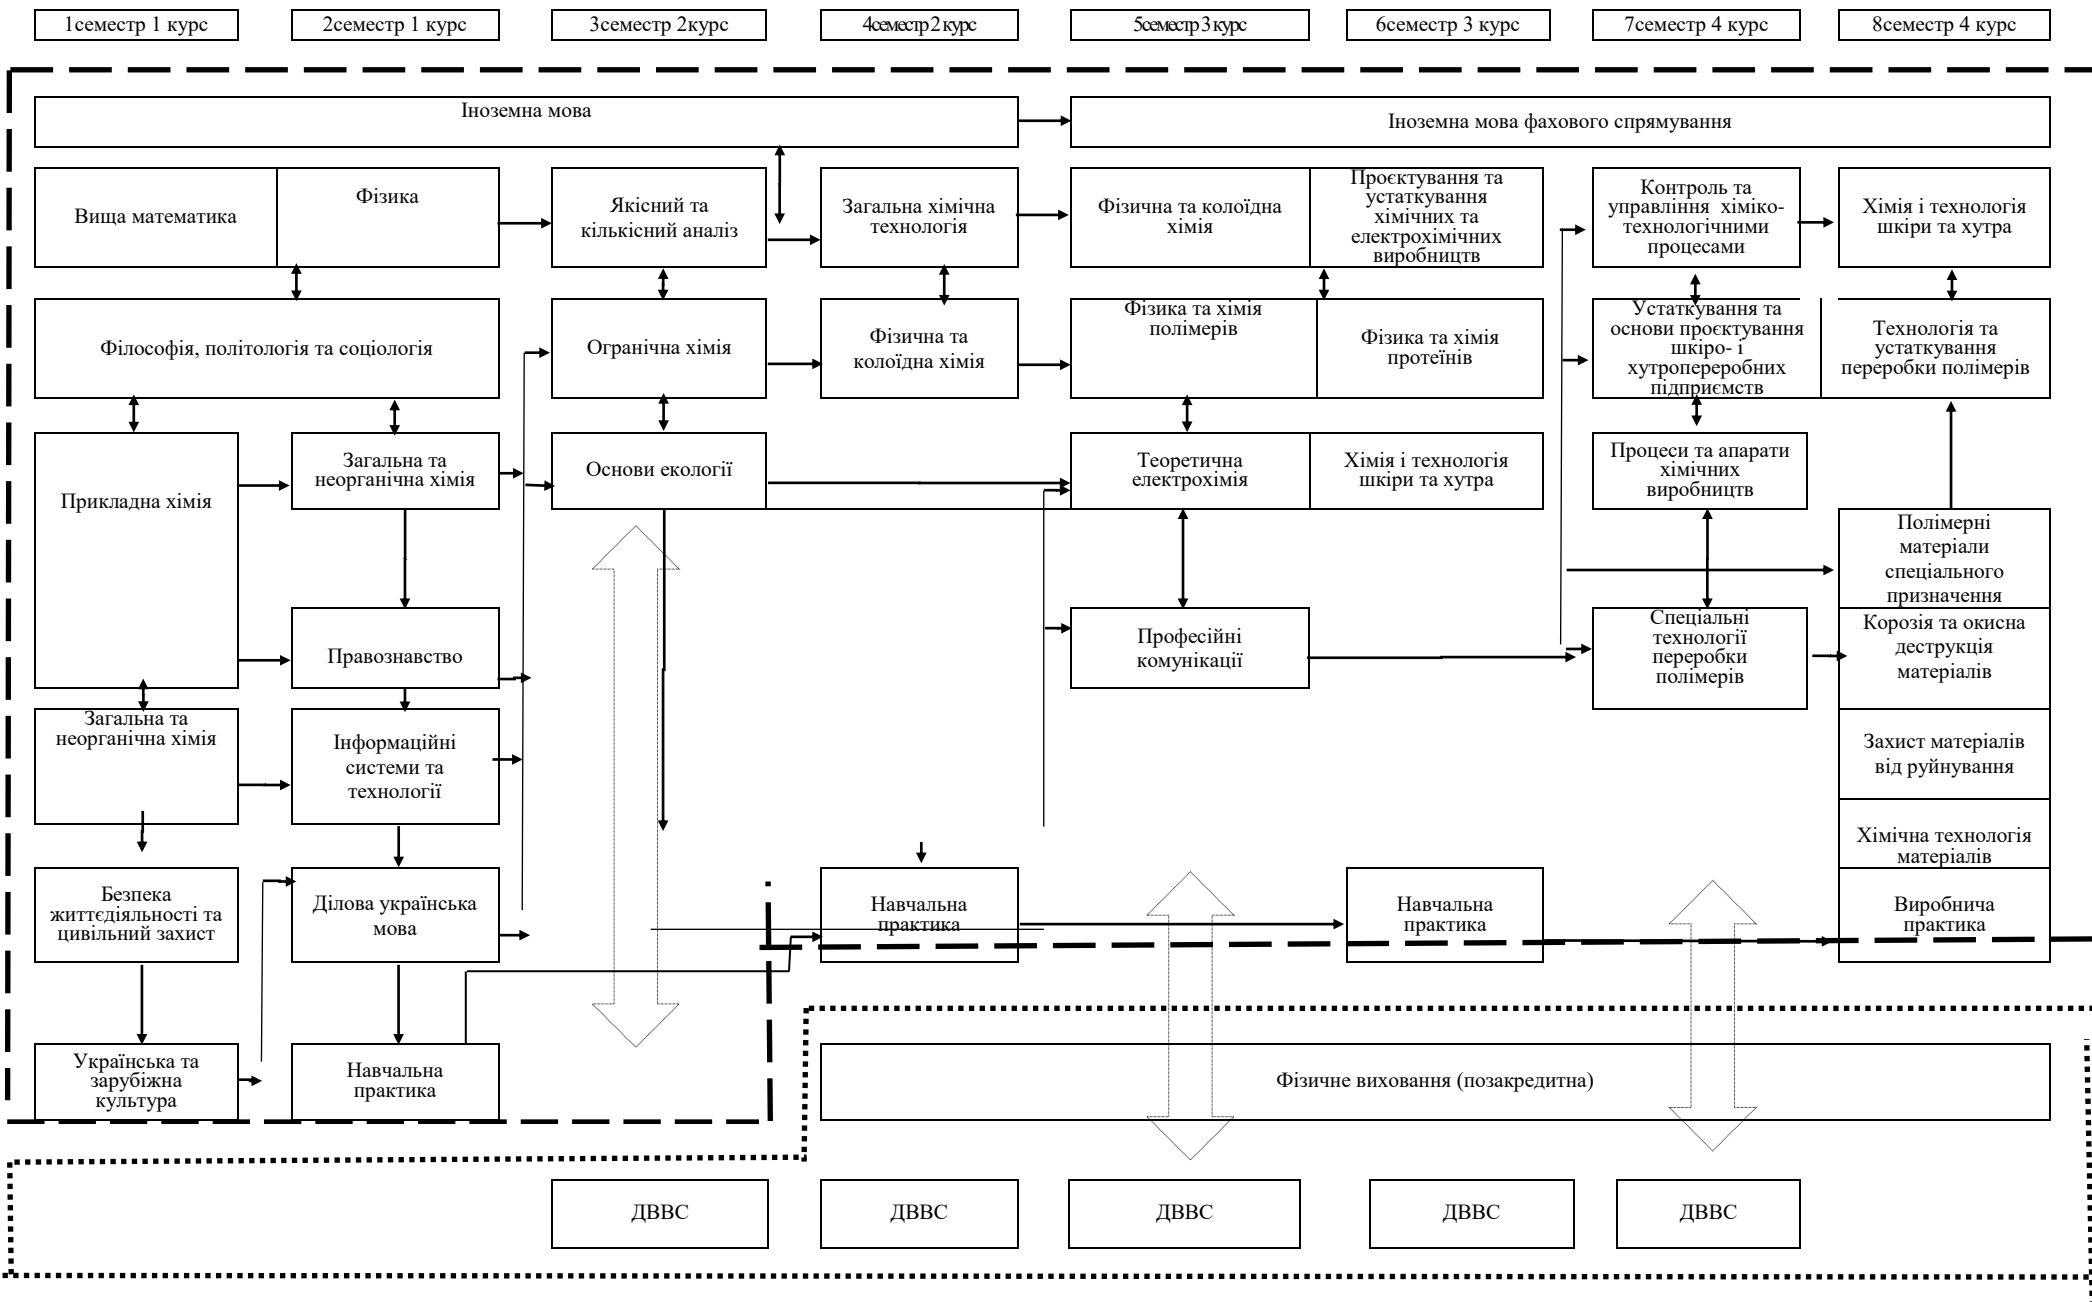 1семестр 1 курс
2семестр 1 курс
3семестр 2курс
4семестр2 курс
5семестр3 курс
6семестр 3 курс
7семестр 4 курс
8семестр 4 курс
Іноземна мова
Іноземна мова фахового спрямування
Вища математика
Фізика
Якісний та
кількісний аналіз
Загальна хімічна
технологія
Фізична та колоїдна
хімія
Проєктування та
устаткування
хімічних та
електрохімічних
виробництв
Контроль та
управління хіміко-
технологічними
процесами
Хімія і технологія
шкіри та хутра
Філософія, політологія та соціологія
Огранічна хімія
Фізична та
колоїдна хімія
Фізика та хімія
полімерів
Фізика та хімія
протеїнів
Устаткування та
основи проєктування
шкіро- і
хутропереробних
підприємств
Технологія та
устаткування
переробки полімерів
Прикладна хімія
Загальна та
неорганічна хімія
Основи екології
Теоретична
електрохімія
Хімія і технологія
шкіри та хутра
Процеси та апарати
хімічних
виробництв
Полімерні
матеріали
спеціального
призначення
Правознавство
Професійні
комунікації
Спеціальні
технології
переробки
полімерів
Корозія та окисна
деструкція
матеріалів
Загальна та
неорганічна хімія
Інформаційні
системи та
технології
Захист матеріалів
від руйнування
Хімічна технологія
матеріалів
Безпека
життєдіяльності та
цивільний захист
Ділова українська
мова
Навчальна
практика
Навчальна
практика
Виробнича
практика
Українська та
зарубіжна
культура
Навчальна
практика
Фізичне виховання (позакредитна)
ДВВС
ДВВС
ДВВС
ДВВС
ДВВС